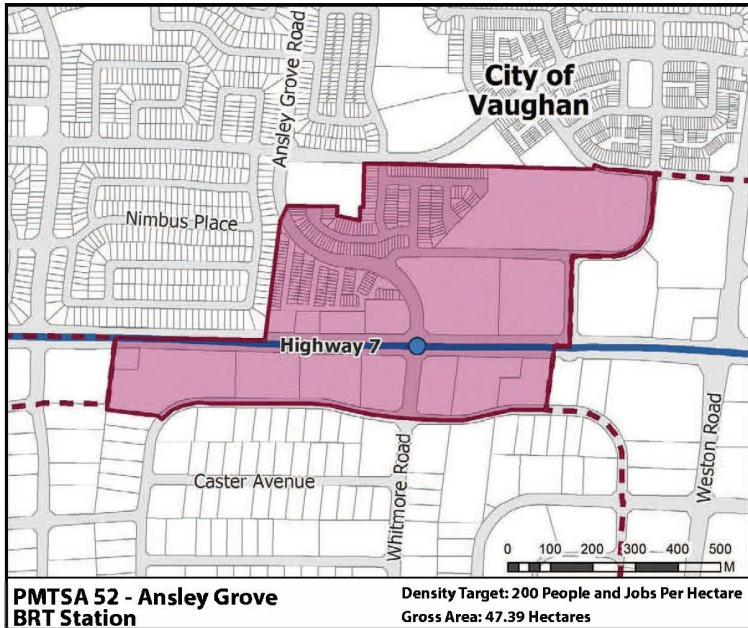 Ansley Grove Road
City of
Vaughan
Nimbus Place
Highway 7
Weston Road
Whitmore Road
Caster Avenue
0 100 200 300 400 500
M
PMTSA 52 - Ansley Grove
BRT Station
Density Target: 200 People and Jobs Per Hectare
Gross Area: 47.39 Hectares